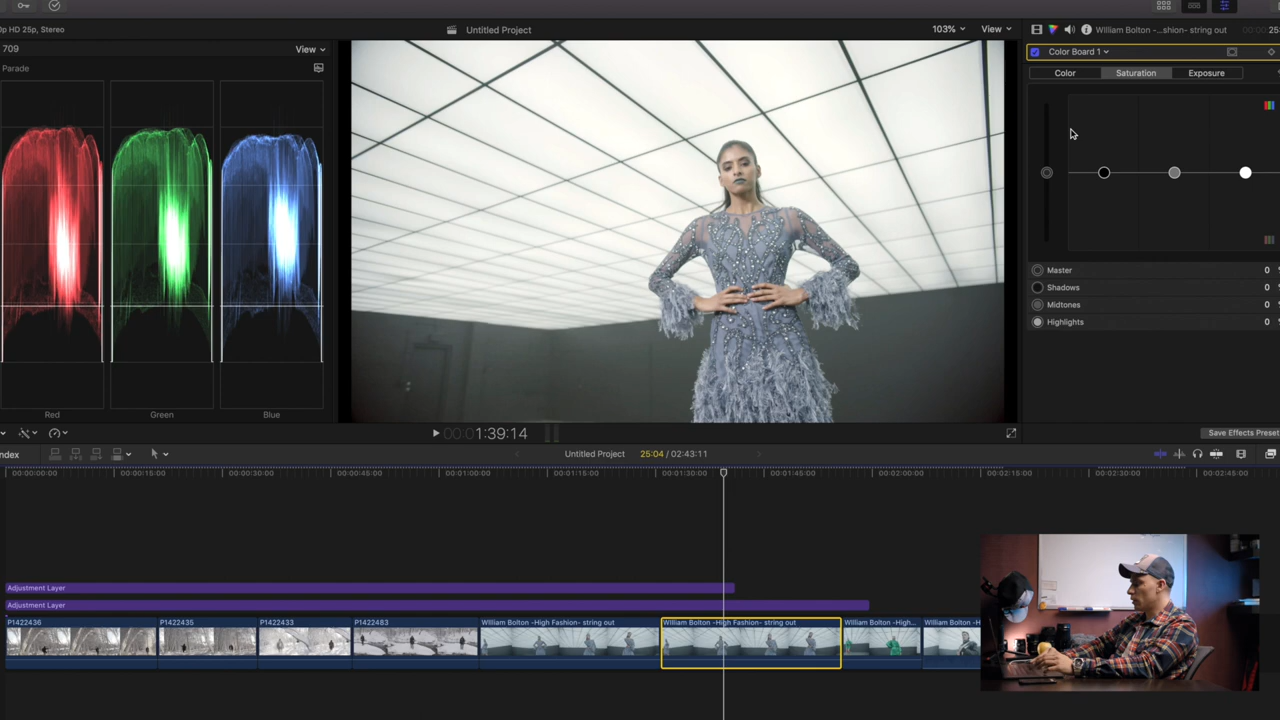 p HD 25p, Stereo
Untitled Project
103%
View
William Bolton -...shion- string out
709
View
Color Board 1
Parade
Color
Saturation
Exposure
Master
0
Shadows
0
Midtones
0
Highlights
0
Red
Green
Blue
00:00:01:39:14
Save Effects Preset
ndex
Untitled Project
25:04 / 02:43:11
00:00:00:00
00:00:15:00
00:00:30:00
00:00:45:00
00:01:00:00
00:01:15:00
00:01:30:00
00:01:45:00
00:02:00:00
00:02:15:00
00:02:30:00
00:02:45:00
Adjustment Layer
Adjustment Layer
P1422436
P1422435
P1422433
P1422483
William Bolton -High Fashion- string out
William Bolton -High Fashion- string out
William Bolton -High...
William Bolton -H